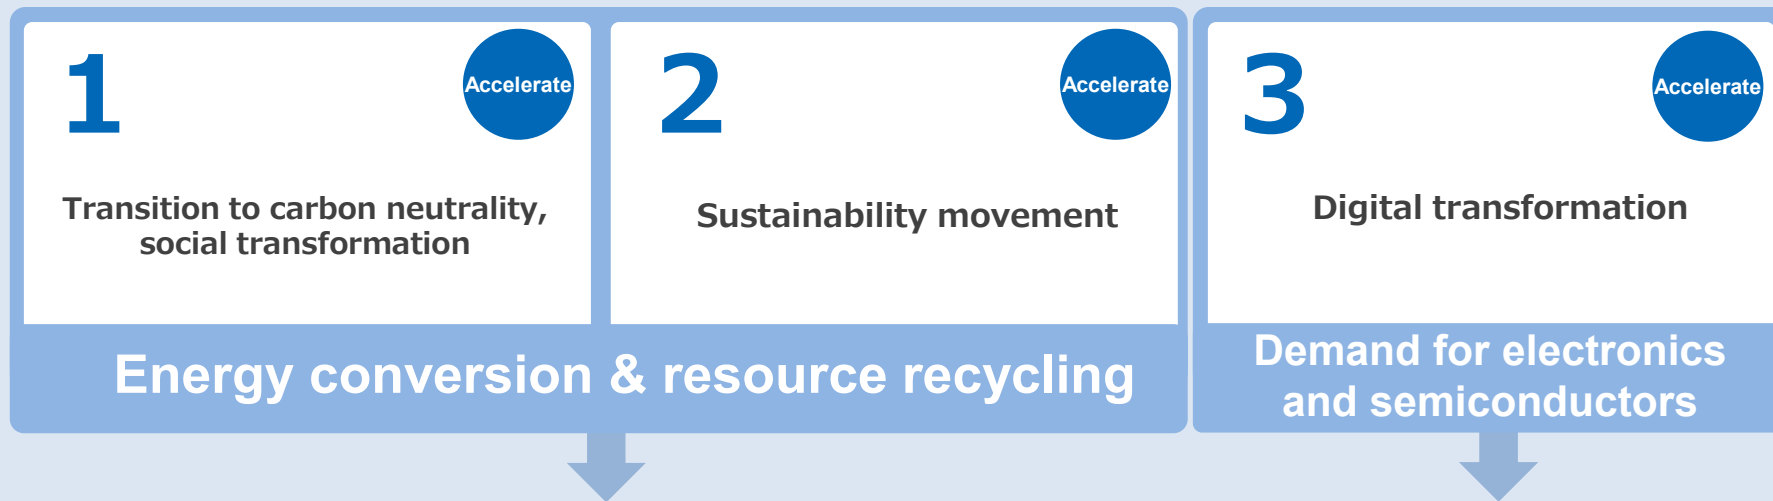 1
Accelerate
Transition to carbon neutrality,
social transformation
2
Accelerate
Sustainability movement
Energy conversion & resource recycling
3
Accelerate
Digital transformation
Demand for electronics
and semiconductors